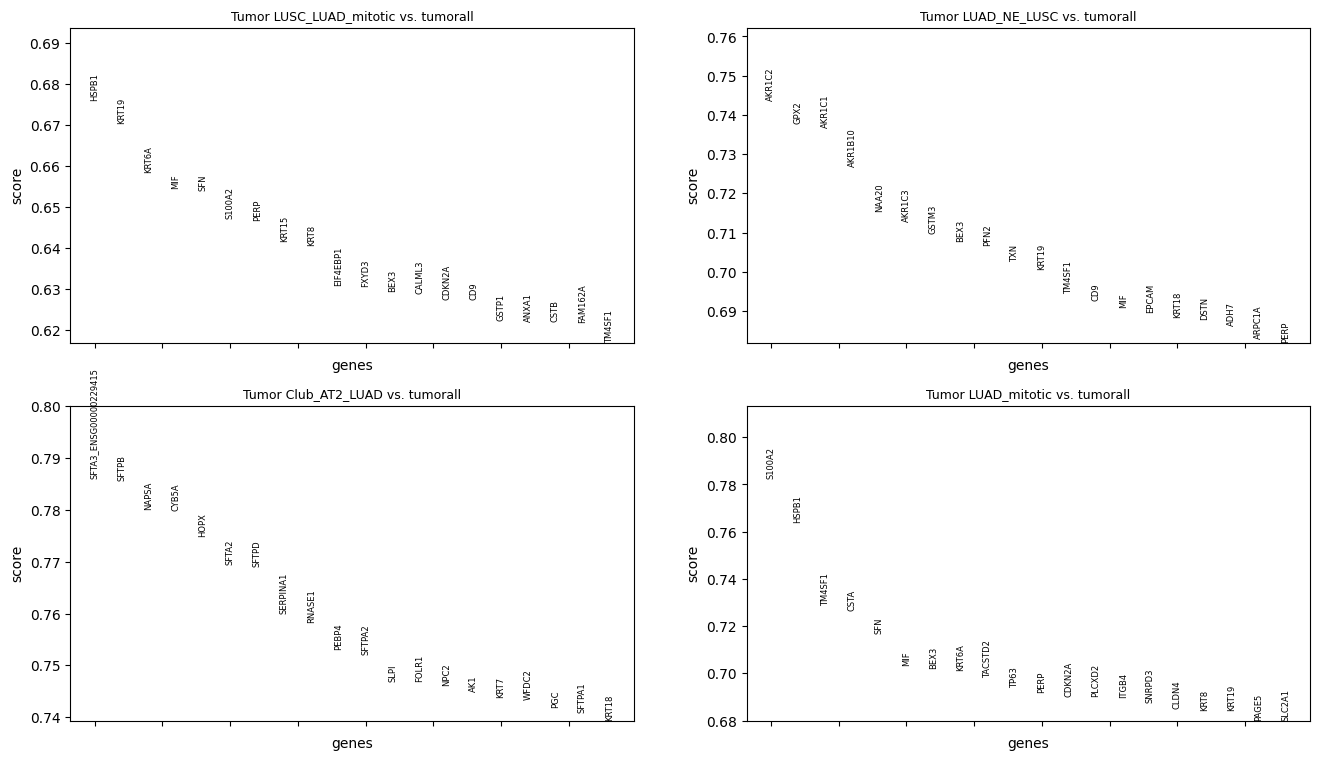 Tumor LUSC_LUAD_mitotic vs. tumorall
score
0.69
0.68
0.67
0.66
0.65
0.64
0.63
0.62
HSPB1
KRT19
KRT6A
MIF
SFN
S100A2
PERP
KRT15
KRT8
EIF4EBP1
FXYD3
BEX3
CALML3
CDKN2A
CD9
GSTP1
ANXA1
CSTB
FAM162A
TM4SF1
genes
Tumor LUAD_NE_LUSC vs. tumorall
score
0.76
0.75
0.74
0.73
0.72
0.71
0.70
0.69
AKR1C2
GPX2
AKR1C1
AKR1B10
NAA20
AKR1C3
GSTM3
BEX3
PFN2
TXN
KRT19
TM4SF1
CD9
MIF
EPCAM
KRT18
DSTN
ADH7
ARPC1A
PERP
genes
Tumor Club_AT2_LUAD vs. tumorall
score
0.80
0.79
0.78
0.77
0.76
0.75
0.74
SFTA3_ENSG00000229415
SFTPB
NAPSA
CYB5A
HOPX
SFTA2
SFTPD
SERPINA1
RNASE1
PEBP4
SFTPA2
SLPI
FOLR1
NPC2
AK1
KRT7
WFDC2
PGC
SFTPA1
KRT18
genes
Tumor LUAD_mitotic vs. tumorall
score
0.80
0.78
0.76
0.74
0.72
0.70
0.68
S100A2
HSPB1
TM4SF1
CSTA
SFN
MIF
BEX3
KRT6A
TACSTD2
TP63
PERP
CDKN2A
PLCXD2
ITGB4
SNRPD3
CLDN4
KRT8
KRT19
PAGE5
SLC2A1
genes